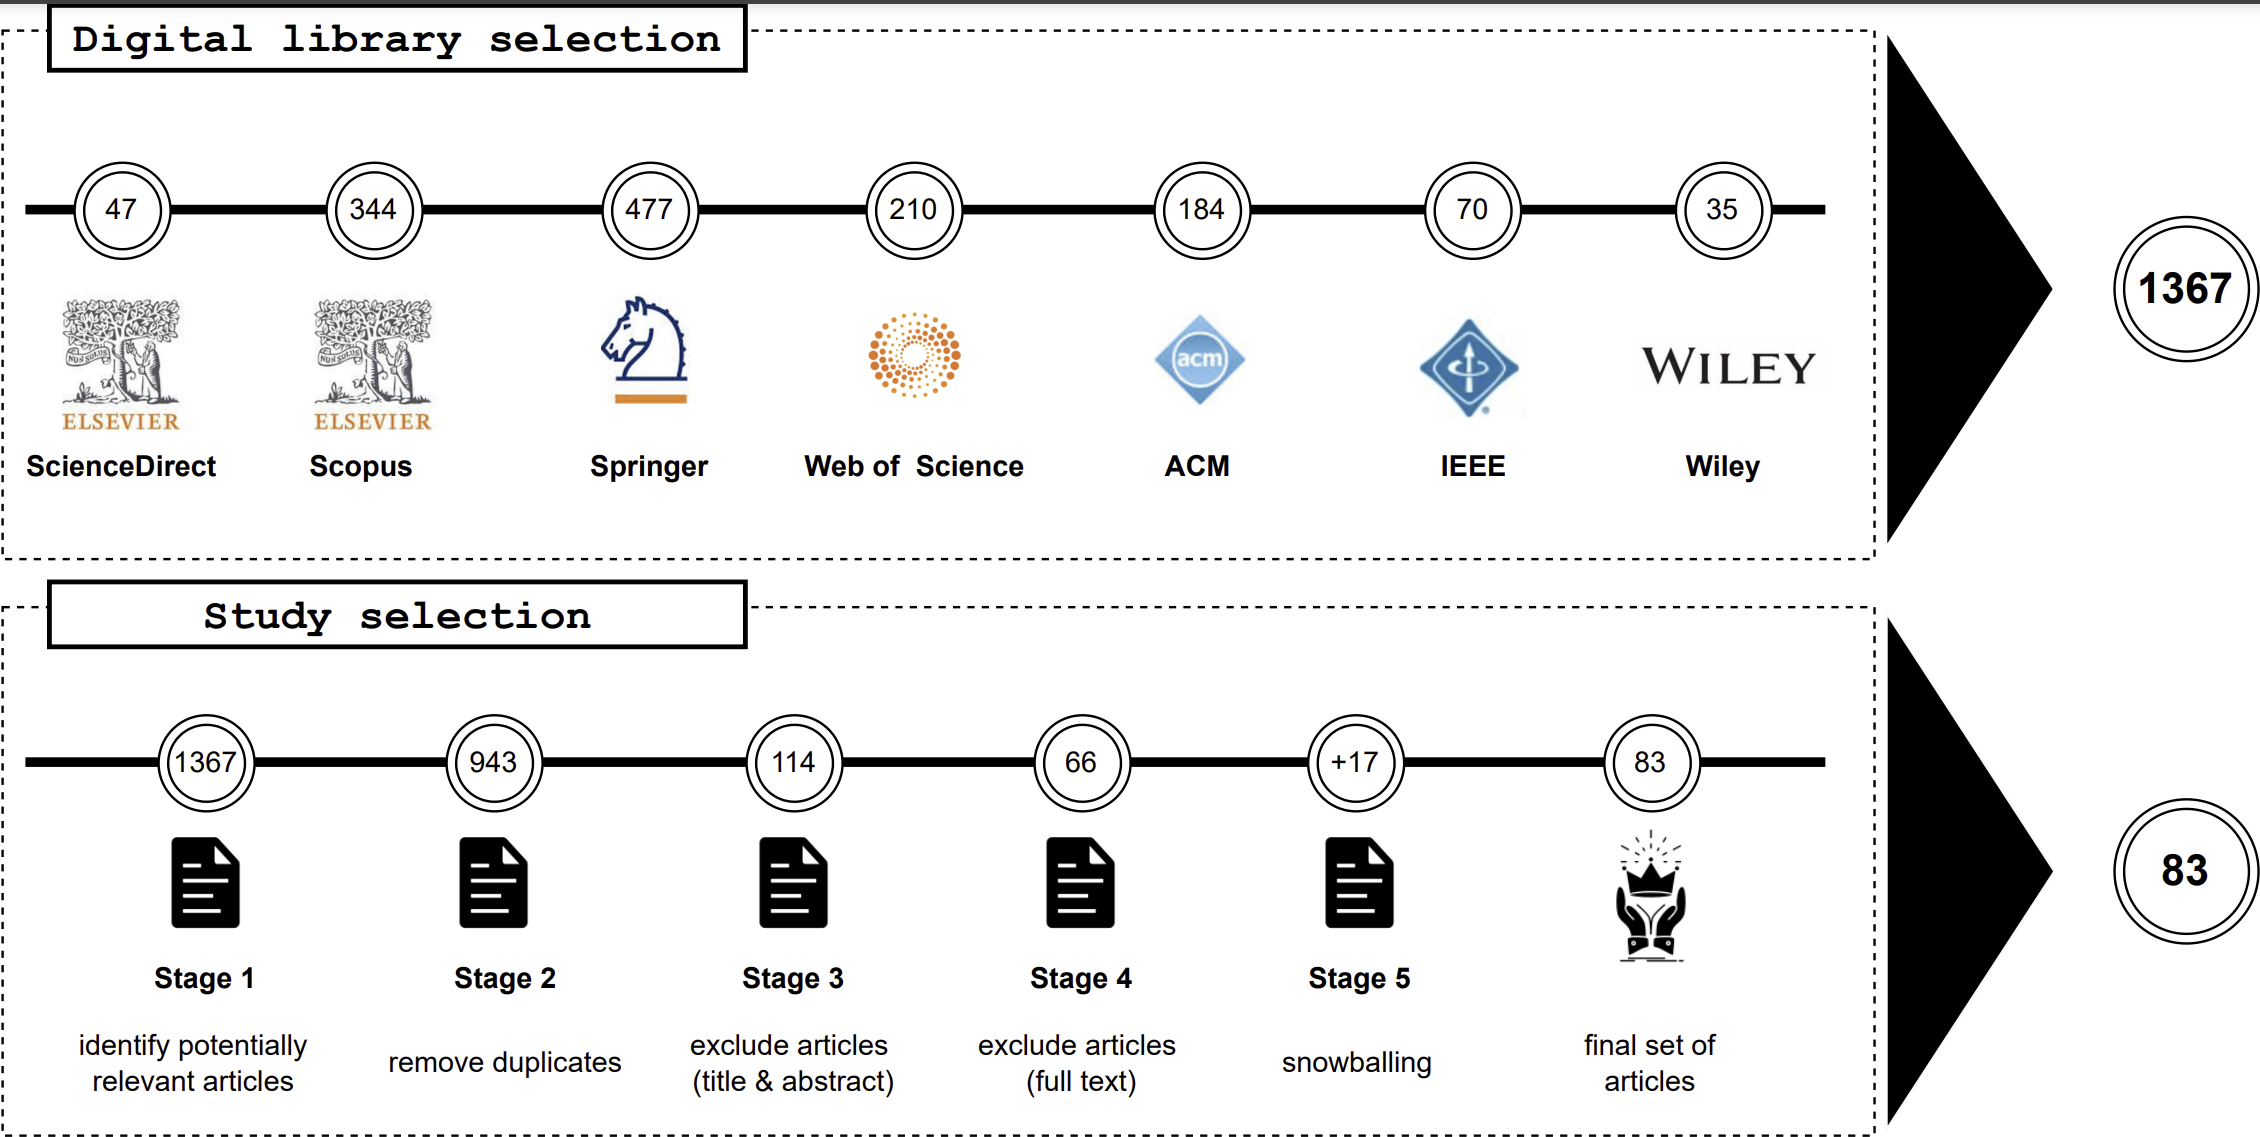 Digital library selection
47 344 477 210 184 70 35
1367
NON SOLUS NON SOLUS
acm
WILEY
ELSEVIER ELSEVIER
ScienceDirect Scopus Springer Web of Science ACM IEEE Wiley
Study selection
1367 943 114 66 +17 83
83
Stage 1 Stage 2 Stage 3 Stage 4 Stage 5
identify potentially
relevant articles
remove duplicates
exclude articles
(title & abstract)
exclude articles
(full text)
snowballing
final set of
articles